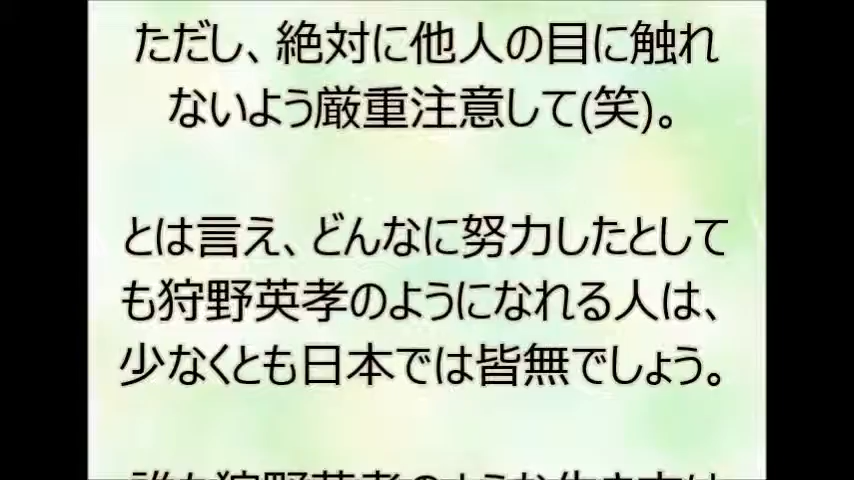 ただし、絶対に他人の目に触れ
ないよう厳重注意して(笑)。
とは言え、どんなに努力したとして
も狩野英孝のようになれる人は、
少なくとも日本では皆無でしょう。